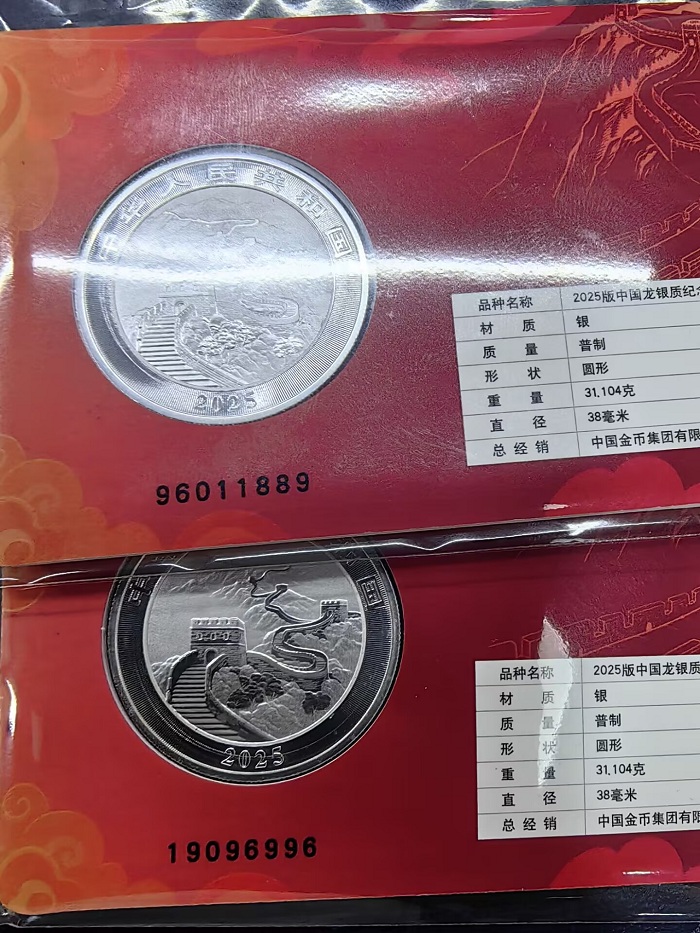 中华人民共和国
2025
品种名称 2025版中国龙银质纪念
材质 银
质量 普制
形状 圆形
重量 31.104克
直径 38毫米
总经销 中国金币集团有限
96011889
国
2025
品种名称 2025版中国龙银质
材质 银
质量 普制
形状 圆形
重量 31.104克
直径 38毫米
总经销 中国金币集团有限
19096996